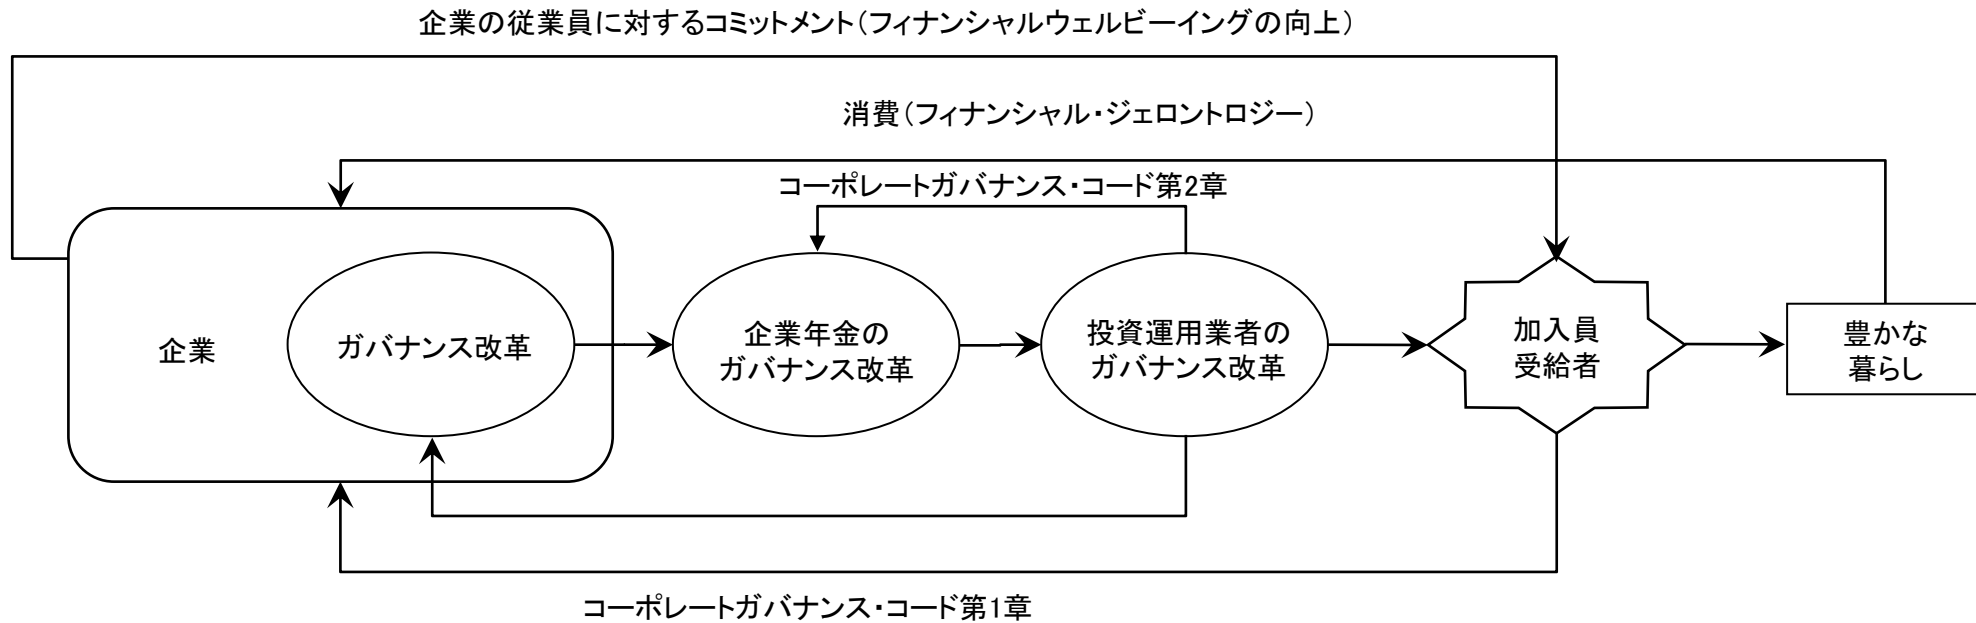 企業の従業員に対するコミットメント（フィナンシャルウェルビーイングの向上）
消費（フィナンシャル・ジェロントロジー）
コーポレートガバナンス・コード第2章
企業
ガバナンス改革
企業年金の
ガバナンス改革
投資運用業者の
ガバナンス改革
加入員
受給者
豊かな
暮らし
コーポレートガバナンス・コード第1章